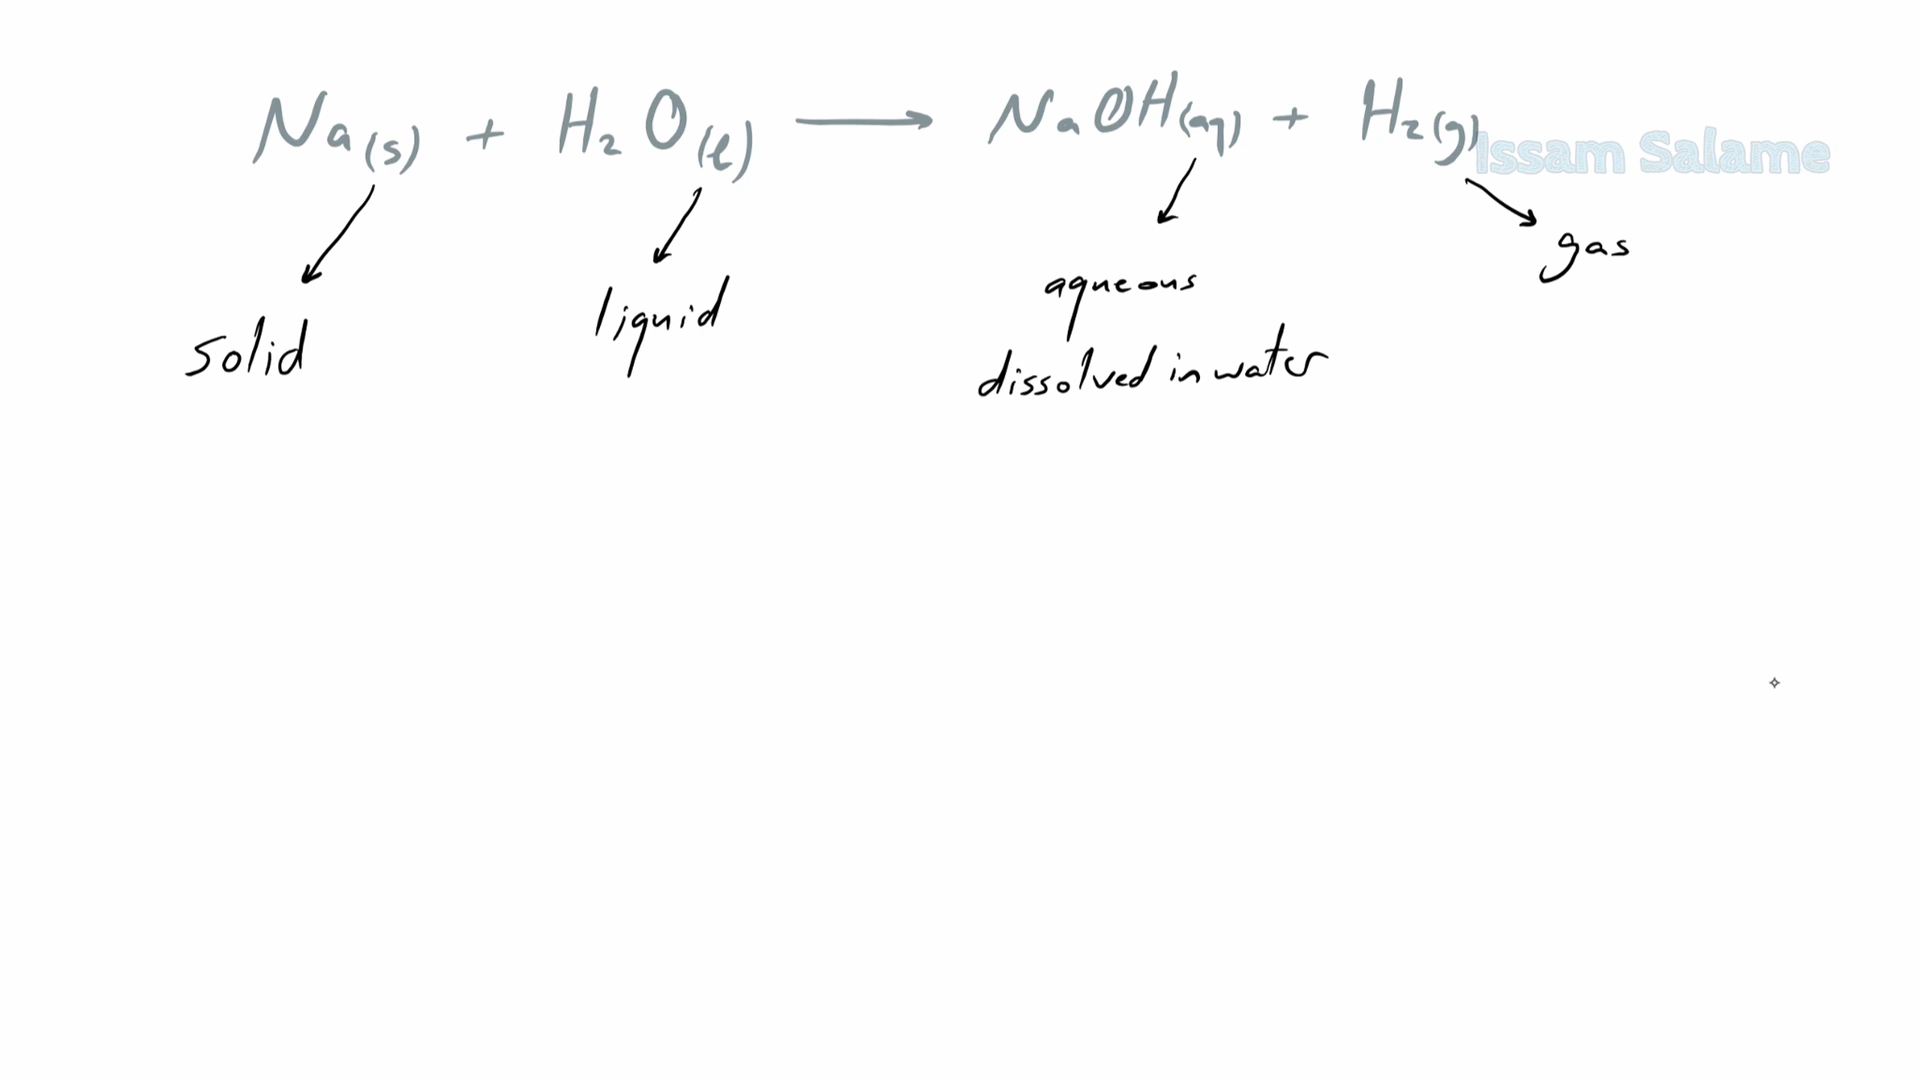 Na(s) + H₂O(l) → NaOH(aq) + H₂(g)
Issam Salame
solid
liquid
aqueous
dissolved in water
gas